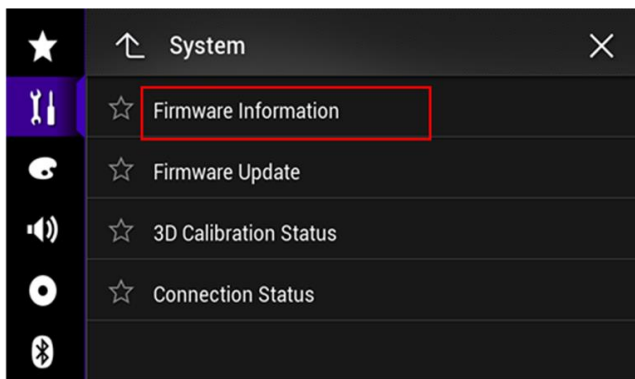 System
Firmware Information
Firmware Update
3D Calibration Status
Connection Status